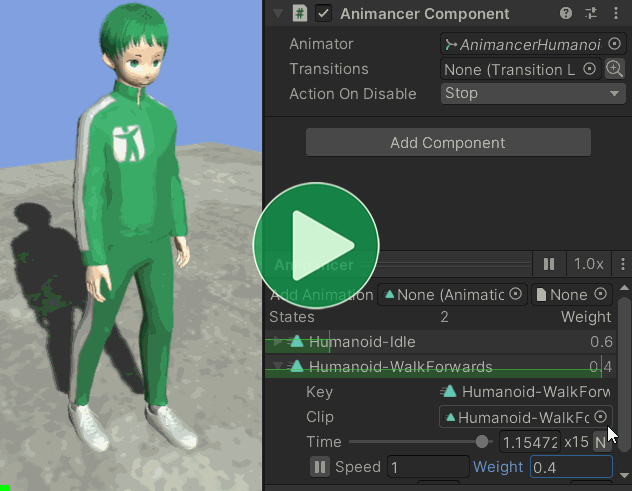 Animancer Component
Animator AnimancerHumanoi
Transitions None (Transition L
Action On Disable Stop
Add Component
Animancer 1.0x
Add Animation None (Animatic None
States 2 Weight
Humanoid-Idle 0.6
Humanoid-WalkForwards 0.4
Key Humanoid-WalkForw
Clip Humanoid-WalkFo
Time 1.15472 x15 N
Speed 1 Weight 0.4